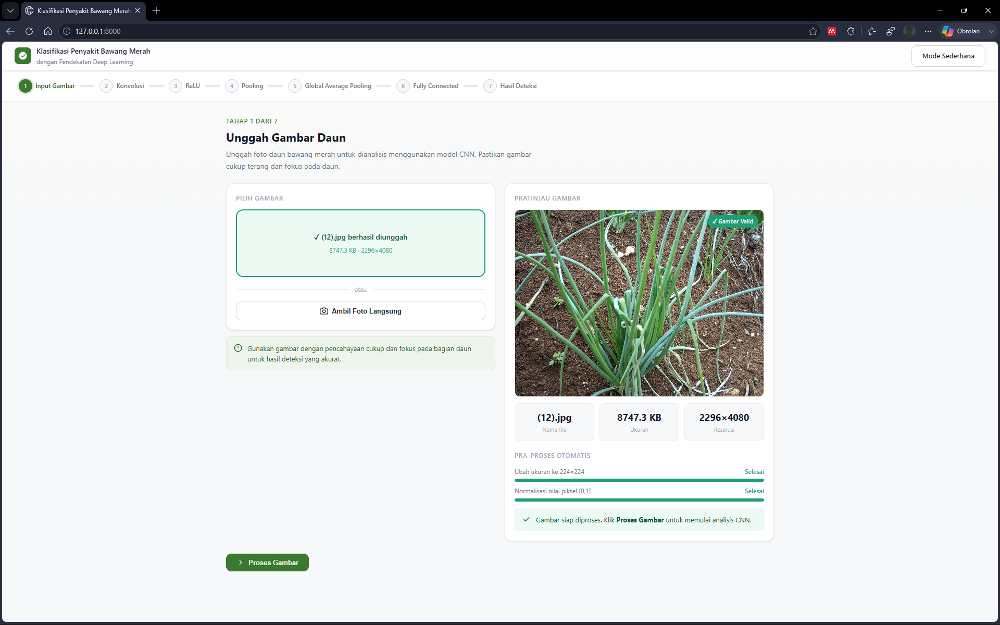 Klasifikasi Penyakit Bawang Merah
127.0.0.1:8000
Obrolan
Klasifikasi Penyakit Bawang Merah
dengan Pendekatan Deep Learning
Mode Sederhana
1 Input Gambar
2 Konvolusi
3 ReLU
4 Pooling
5 Global Average Pooling
6 Fully Connected
7 Hasil Deteksi
TAHAP 1 DARI 7
Unggah Gambar Daun
Unggah foto daun bawang merah untuk dianalisis menggunakan model CNN. Pastikan gambar
cukup terang dan fokus pada daun.
PILIH GAMBAR
✓ (12).jpg berhasil diunggah
8747.3 KB · 2296×4080
atau
Ambil Foto Langsung
Gunakan gambar dengan pencahayaan cukup dan fokus pada bagian daun
untuk hasil deteksi yang akurat.
PRATINJAU GAMBAR
✓ Gambar Valid
(12).jpg
Nama file
8747.3 KB
Ukuran
2296×4080
Resolusi
PRA-PROSES OTOMATIS
Ubah ukuran ke 224×224
Selesai
Normalisasi nilai piksel [0,1]
Selesai
Gambar siap diproses. Klik Proses Gambar untuk memulai analisis CNN.
Proses Gambar